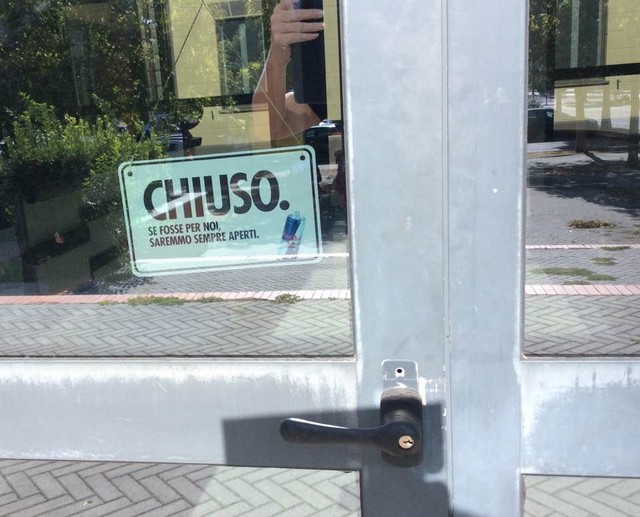 CHIUSO.
SE FOSSE PER NOI,
SAREMMO SEMPRE APERTI.